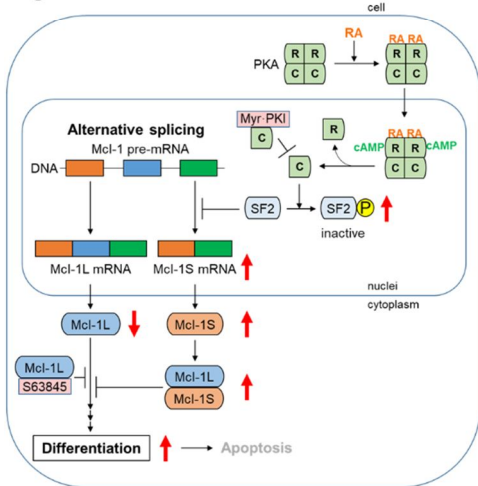 cell
RA
RA RA
PKA
R R
C C
R R
C C
Myr·PKI
C
R
RA RA
cAMP R R cAMP
C C
C
Alternative splicing
Mcl-1 pre-mRNA
DNA
SF2
SF2 P
inactive
Mcl-1L mRNA
Mcl-1S mRNA
nuclei
cytoplasm
Mcl-1L
Mcl-1S
Mcl-1L
S63845
Mcl-1L
Mcl-1S
Differentiation
Apoptosis